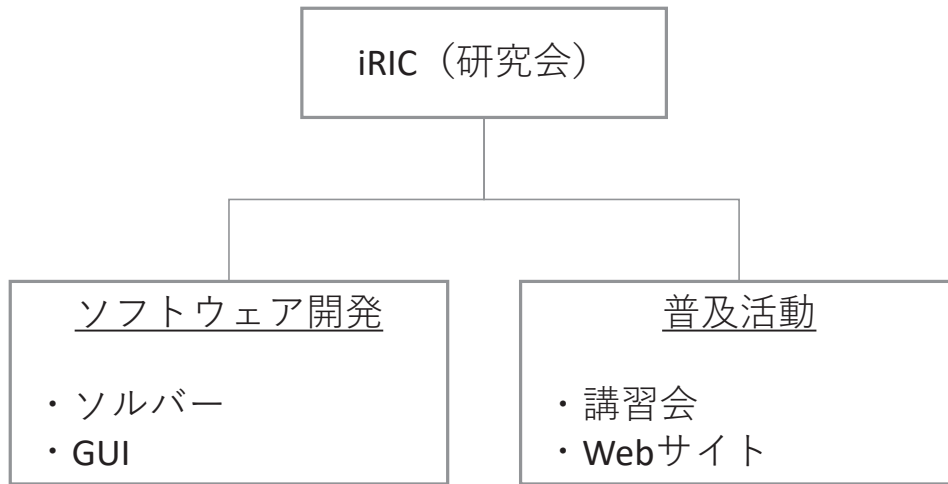 iRIC（研究会）
ソフトウェア開発
・ソルバー
・GUI
普及活動
・講習会
・Webサイト